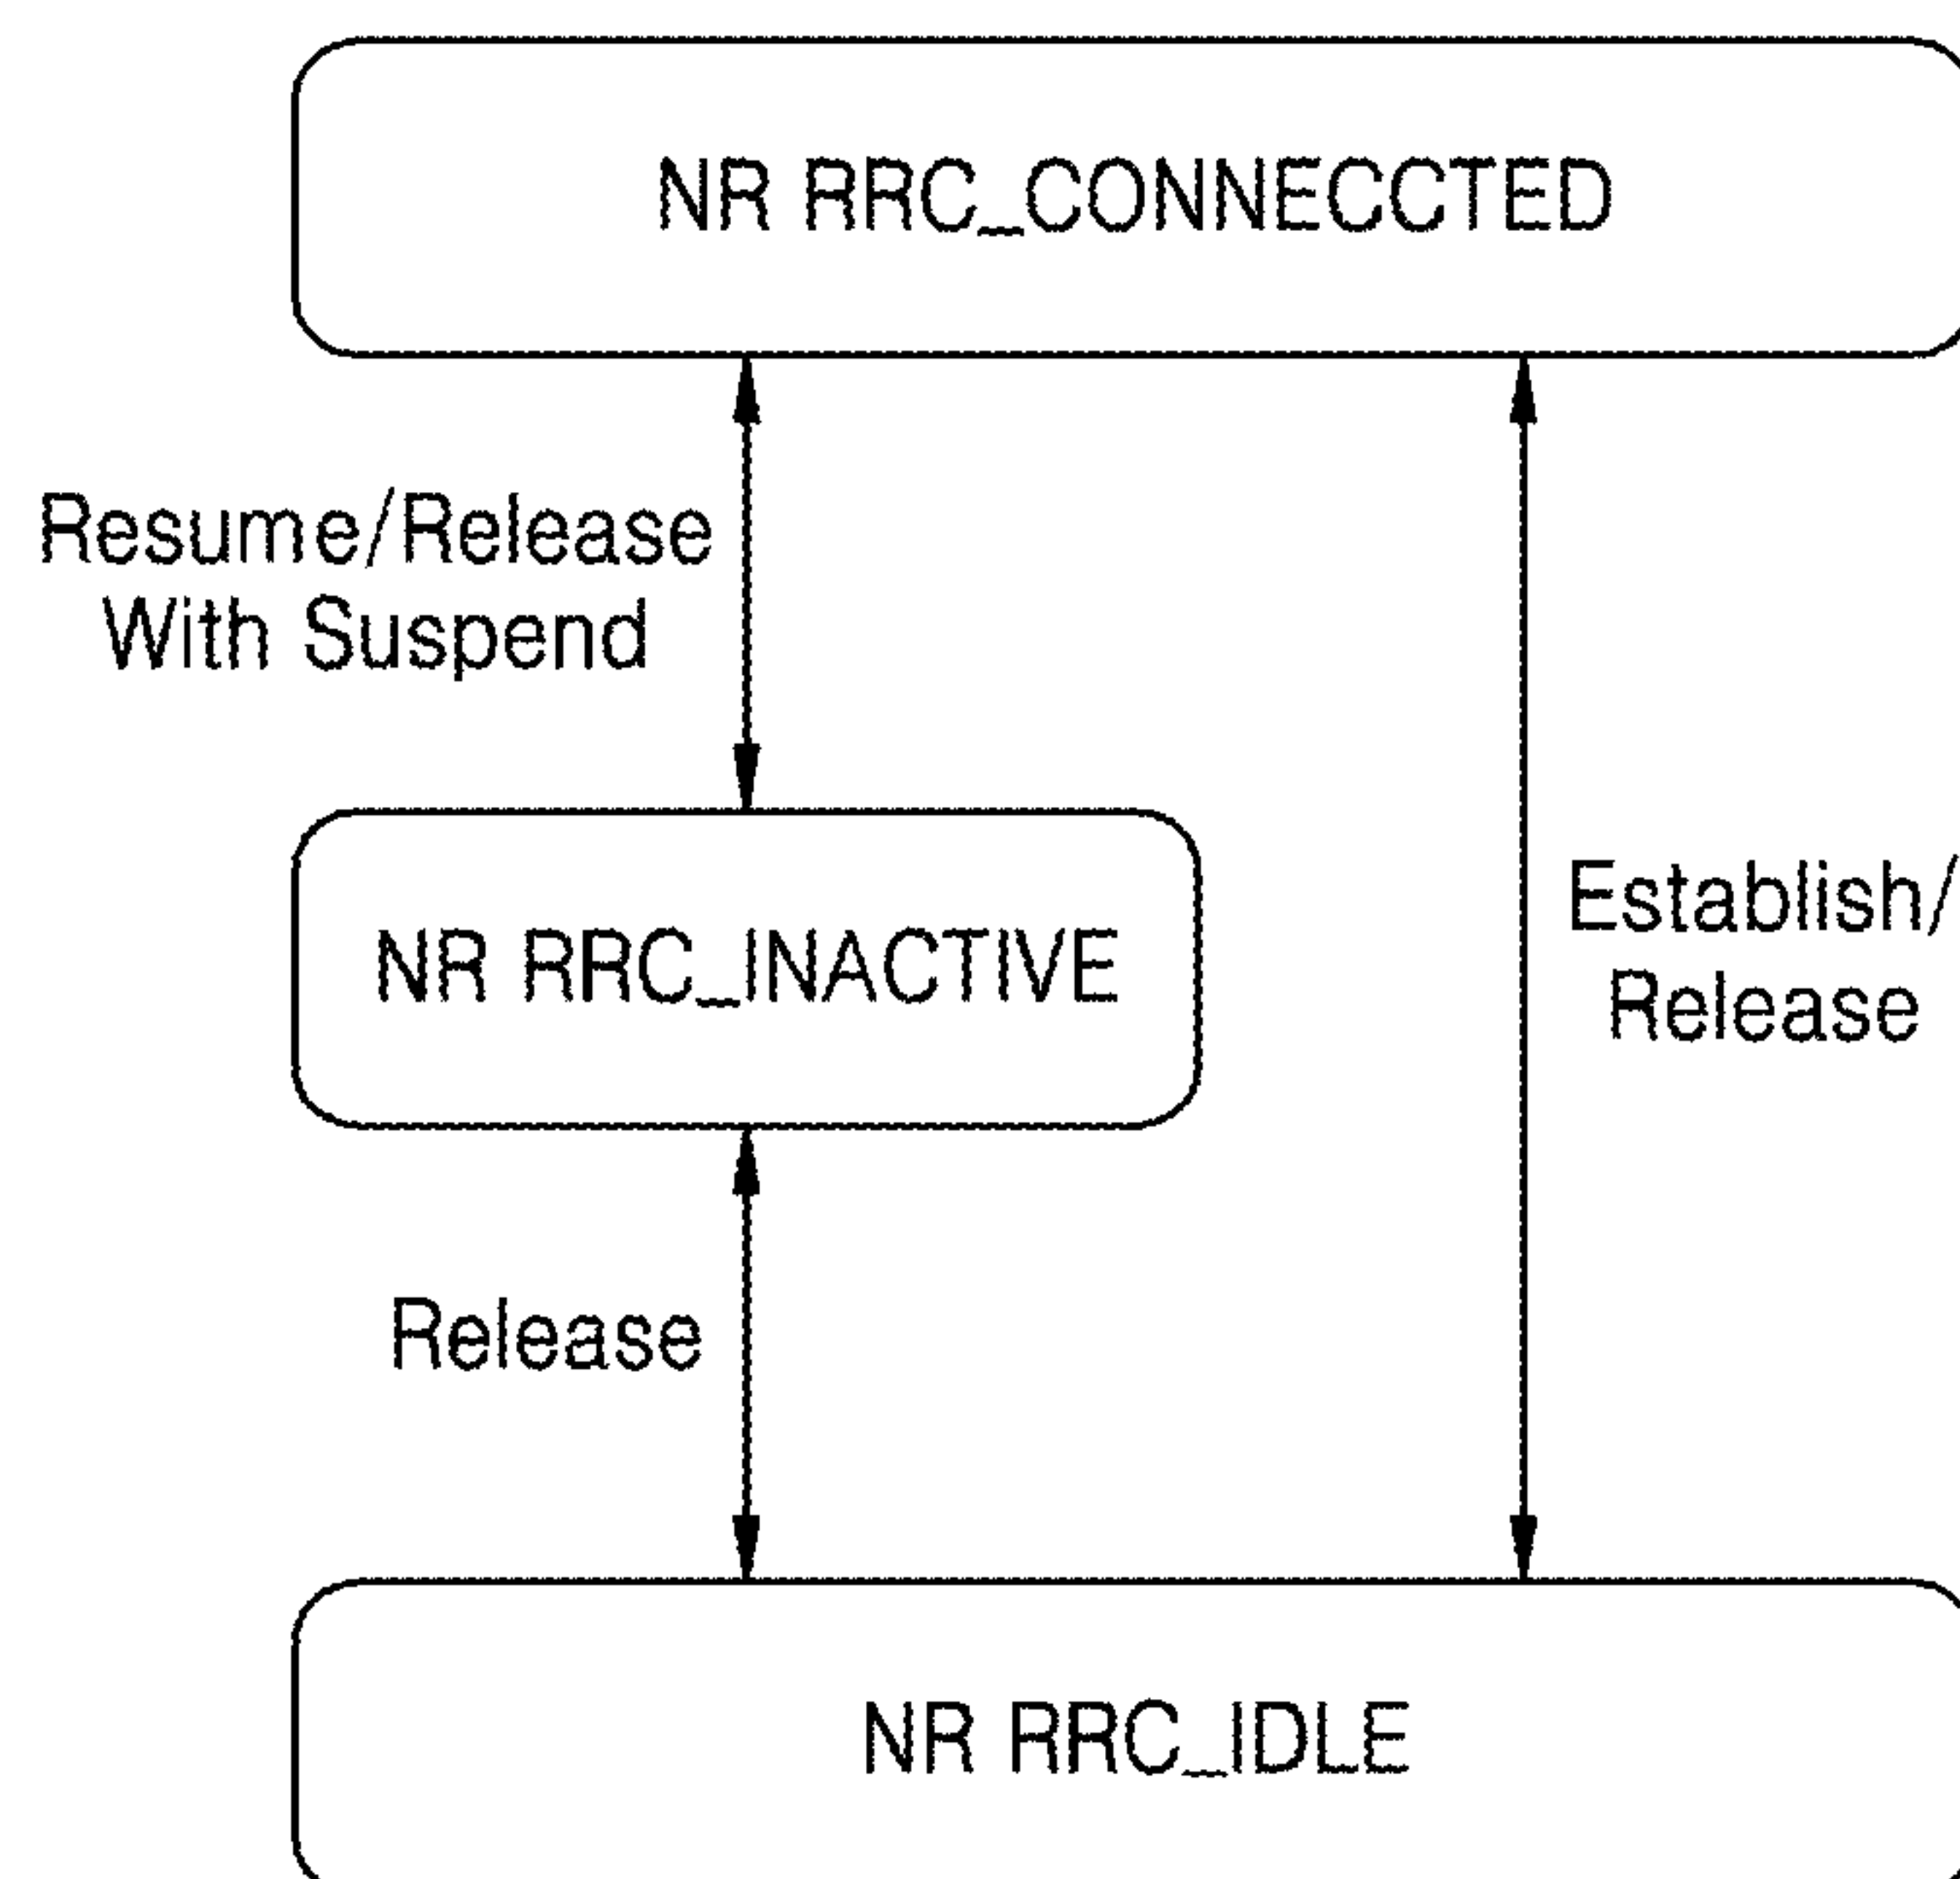 NR RRC_CONNECCTED
Resume/Release
With Suspend
NR RRC_INACTIVE
Establish/
Release
Release
NR RRC_IDLE